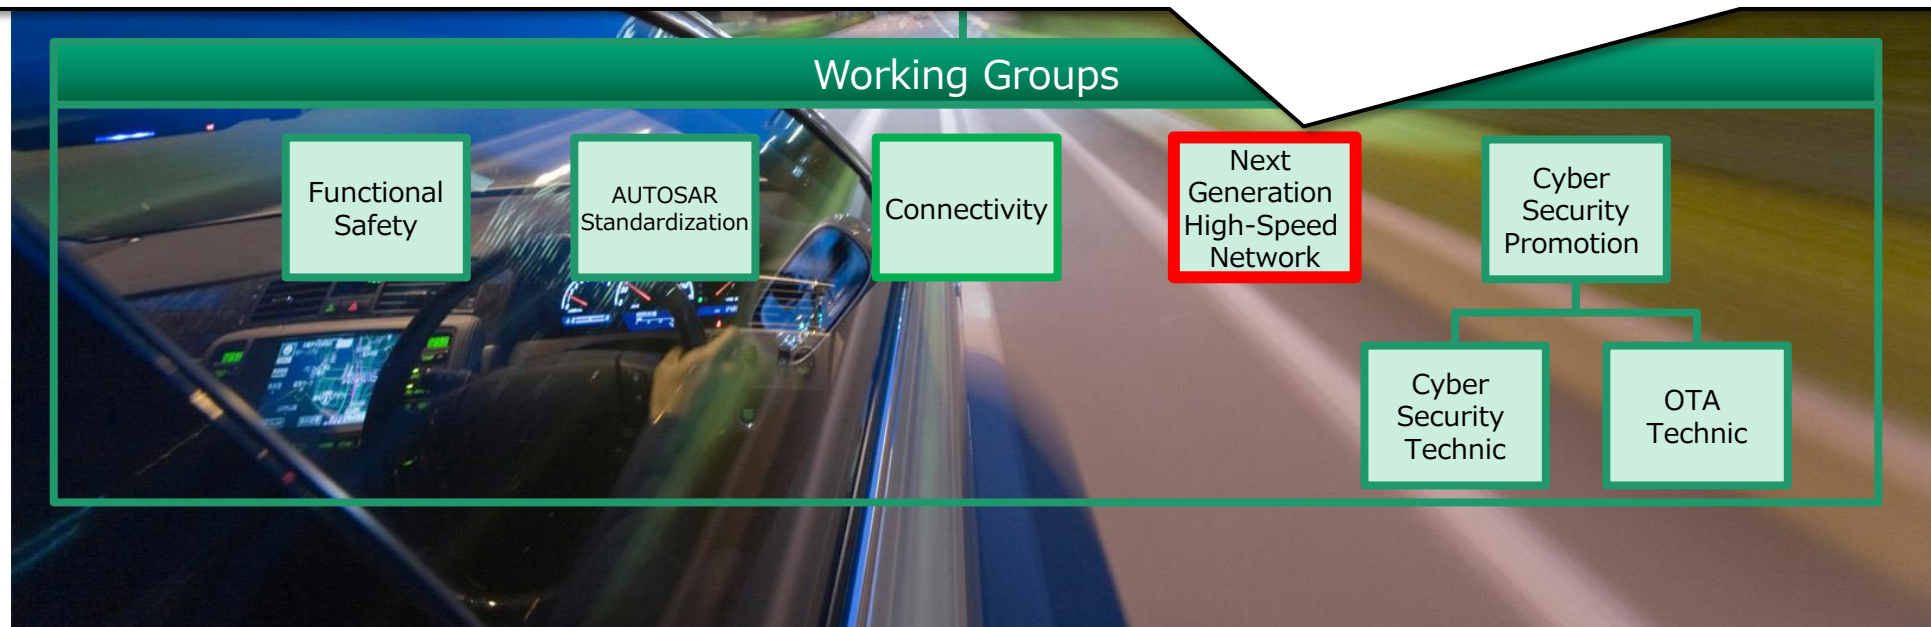 Working Groups
Functional
Safety
AUTOSAR
Standardization
Connectivity
Next
Generation
High-Speed
Network
Cyber
Security
Promotion
Cyber
Security
Technic
OTA
Technic